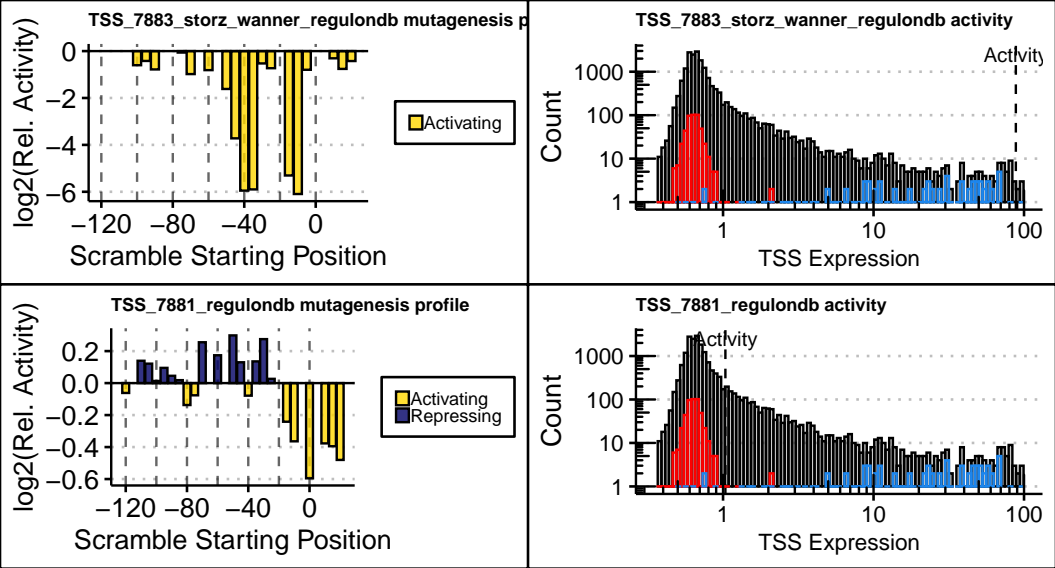 TSS_7883_storz_wanner_regulondb mutagenesis p
log2(Rel. Activity)
0
−2
−4
−6
−120 −80 −40 0
Scramble Starting Position
Activating
TSS_7883_storz_wanner_regulondb activity
Activity
Count
1000
100
10
1
1 10 100
TSS Expression
TSS_7881_regulondb mutagenesis profile
log2(Rel. Activity)
0.2
0.0
−0.2
−0.4
−0.6
−120 −80 −40 0
Scramble Starting Position
Activating
Repressing
TSS_7881_regulondb activity
Activity
Count
1000
100
10
1
1 10 100
TSS Expression